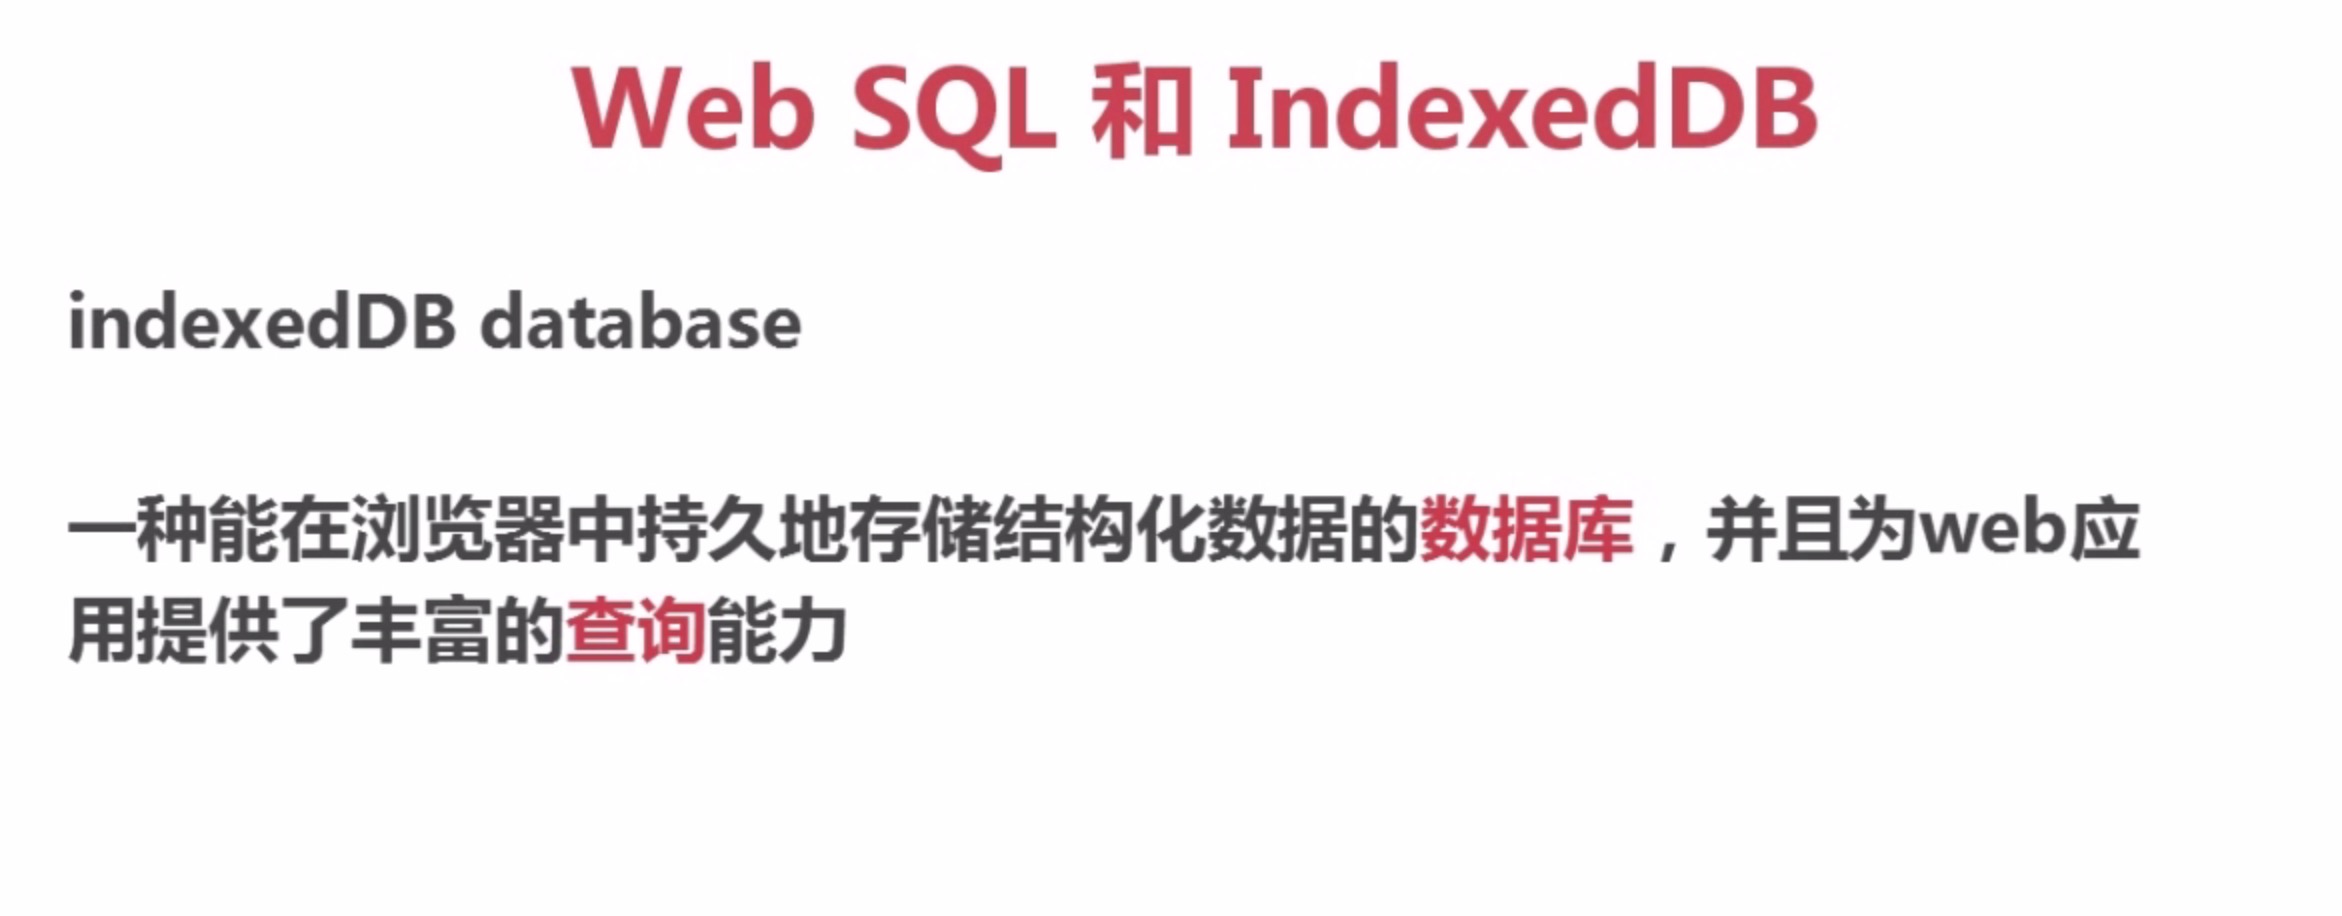 Web SQL 和 IndexedDB
indexedDB database
一种能在浏览器中持久地存储结构化数据的数据库，并且为web应
用提供了丰富的查询能力